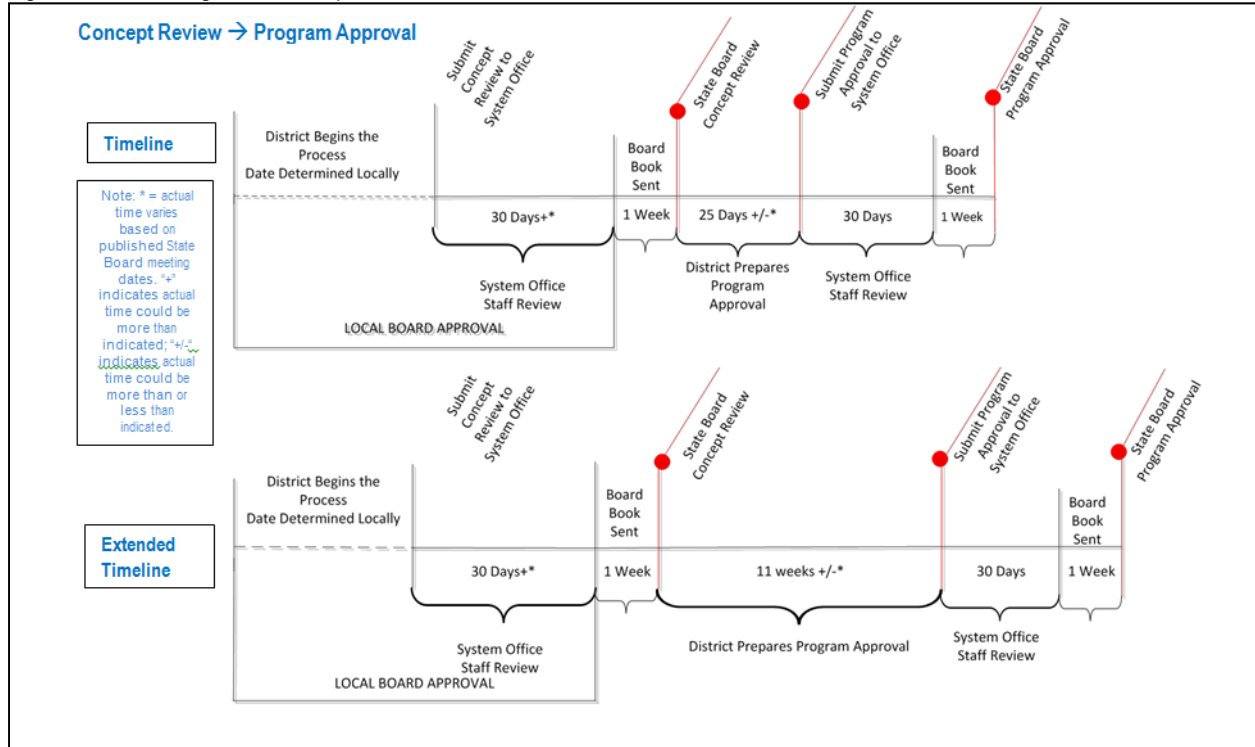 Concept Review → Program Approval
Timeline
Note: * = actual
time varies
based on
published State
Board meeting
dates. "+"
indicates actual
time could be
more than
indicated; "+/-"
indicates actual
time could be
more than or
less than
indicated.
District Begins the
Process
Date Determined Locally
Submit
Concept
Review to
System Office
Board
Book
Sent
State Board
Concept Review
Submit Program
Approval to
System Office
Board
Book
Sent
State Board
Program Approval
30 Days+*
1 Week
25 Days +/-*
30 Days
1 Week
System Office
Staff Review
District Prepares
Program
Approval
System Office
Staff Review
LOCAL BOARD APPROVAL
Extended
Timeline
District Begins the
Process
Date Determined Locally
Submit
Concept
Review to
System Office
Board
Book
Sent
State Board
Concept Review
Submit Program
Approval to
System Office
Board
Book
Sent
State Board
Program Approval
30 Days+*
1 Week
11 weeks +/-*
30 Days
1 Week
System Office
Staff Review
District Prepares Program Approval
System Office
Staff Review
LOCAL BOARD APPROVAL